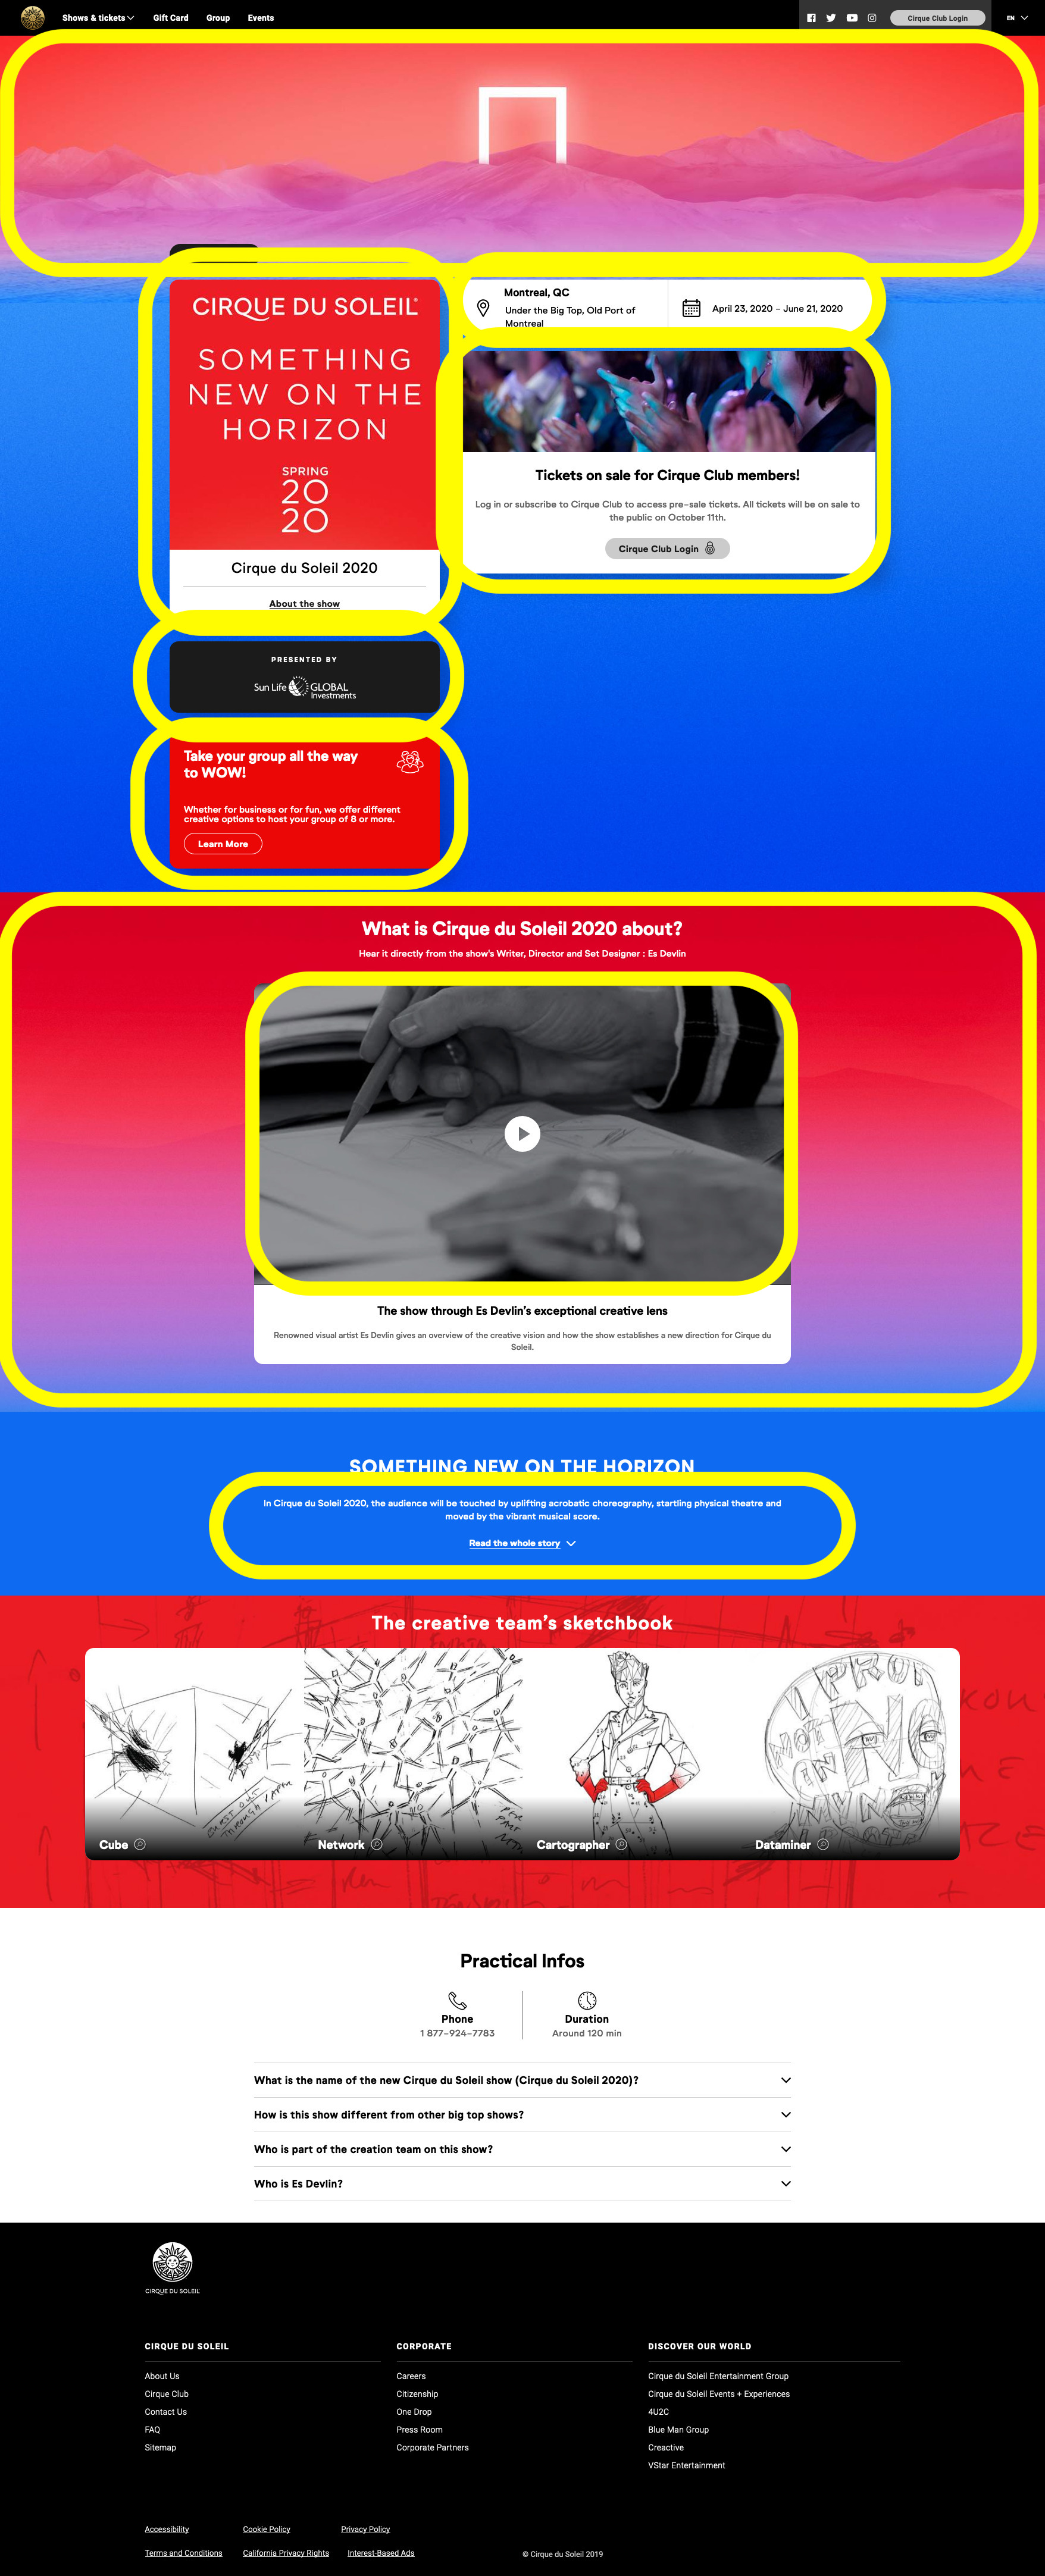 Shows & tickets
Gift Card
Group
Events
Cirque Club Login
EN
CIRQUE DU SOLEIL
SOMETHING
NEW ON THE
HORIZON
SPRING
20
20
Cirque du Soleil 2020
About the show
Montreal, QC
Under the Big Top, Old Port of
Montreal
April 23, 2020 - June 21, 2020
Tickets on sale for Cirque Club members!
Log in or subscribe to Cirque Club to access pre-sale tickets. All tickets will be on sale to
the public on October 11th.
Cirque Club Login
PRESENTED BY
Sun Life GLOBAL
Investments
Take your group all the way
to WOW!
Whether for business or for fun, we offer different
creative options to host your group of 8 or more.
Learn More
What is Cirque du Soleil 2020 about?
Hear it directly from the show's Writer, Director and Set Designer : Es Devlin
The show through Es Devlin's exceptional creative lens
Renowned visual artist Es Devlin gives an overview of the creative vision and how the show establishes a new direction for Cirque du
Soleil.
SOMETHING NEW ON THE HORIZON
In Cirque du Soleil 2020, the audience will be touched by uplifting acrobatic choreography, startling physical theatre and
moved by the vibrant musical score.
Read the whole story
The creative team's sketchbook
Cube
Network
Cartographer
Dataminer
Practical Infos
Phone
1 877-924-7783
Duration
Around 120 min
What is the name of the new Cirque du Soleil show (Cirque du Soleil 2020)?
How is this show different from other big top shows?
Who is part of the creation team on this show?
Who is Es Devlin?
CIRQUE DU SOLEIL
CIRQUE DU SOLEIL
About Us
Cirque Club
Contact Us
FAQ
Sitemap
CORPORATE
Careers
Citizenship
One Drop
Press Room
Corporate Partners
DISCOVER OUR WORLD
Cirque du Soleil Entertainment Group
Cirque du Soleil Events + Experiences
4U2C
Blue Man Group
Creactive
VStar Entertainment
Accessibility
Cookie Policy
Privacy Policy
Terms and Conditions
California Privacy Rights
Interest-Based Ads
© Cirque du Soleil 2019